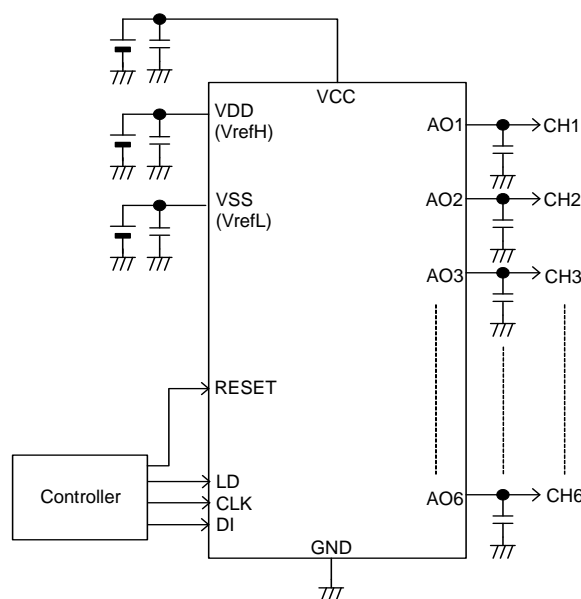 VCC
VDD
(VrefH)
AO1
CH1
VSS
(VrefL)
AO2
CH2
AO3
CH3
RESET
Controller
LD
CLK
DI
AO6
CH6
GND